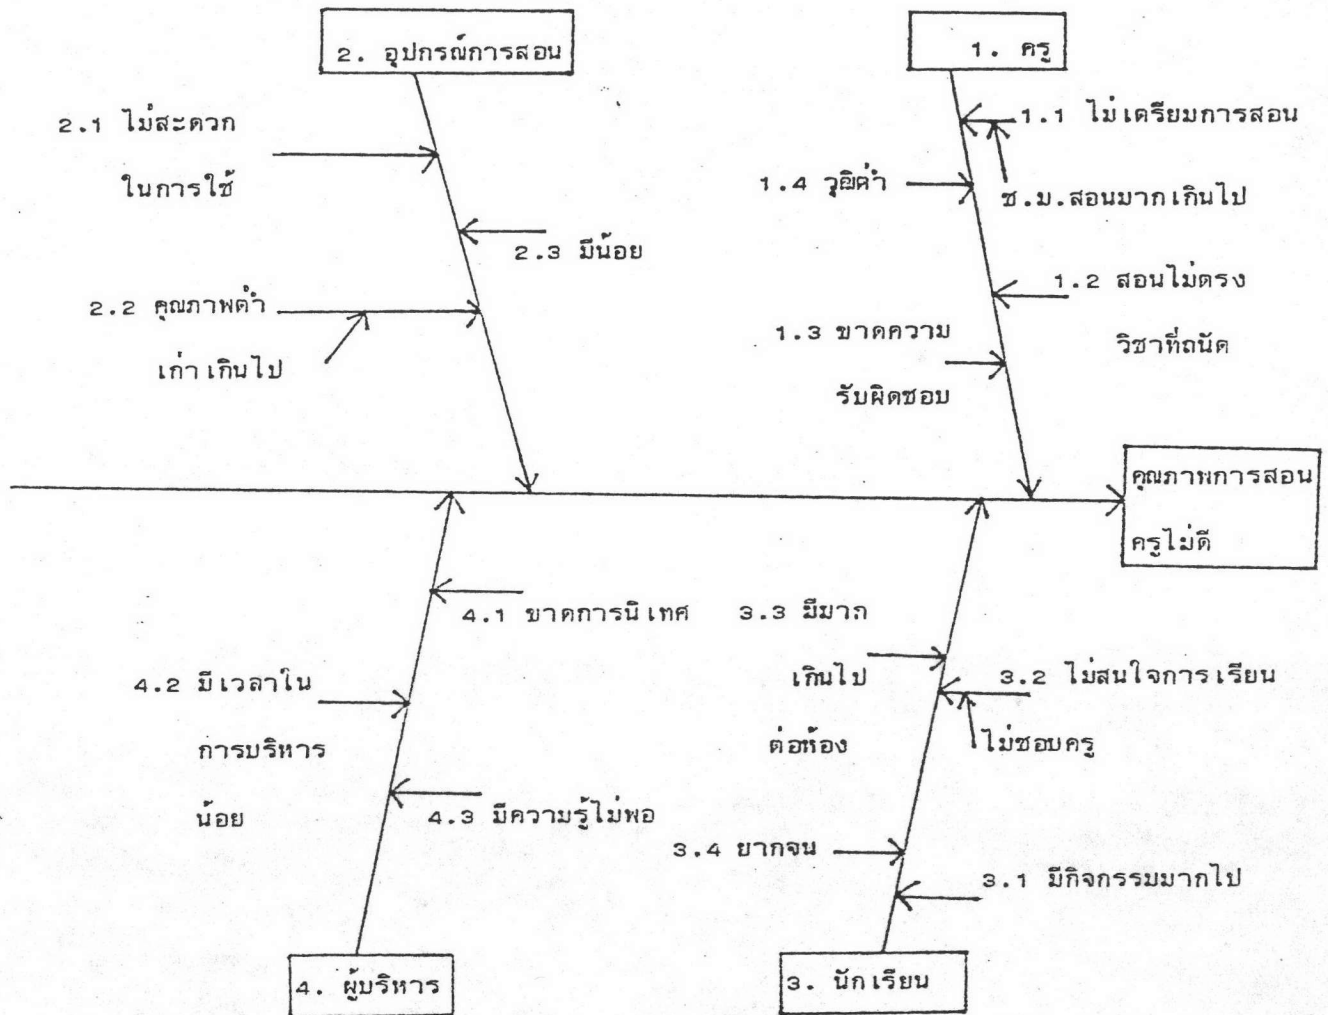 2. อุปกรณ์การสอน
1. ครู
2.1 ไม่สะดวก
ในการใช้
2.3 มีน้อย
2.2 คุณภาพต่ำ
เก่าเกินไป
1.1 ไม่เตรียมการสอน
ช.ม.สอนมากเกินไป
1.4 วุฒิต่ำ
1.2 สอนไม่ตรง
วิชาที่ถนัด
1.3 ขาดความ
รับผิดชอบ
คุณภาพการสอน
ครูไม่ดี
4.1 ขาดการนิเทศ
4.2 มีเวลาใน
การบริหาร
น้อย
4.3 มีความรู้ไม่พอ
3.3 มีมาก
เกินไป
ต่อห้อง
3.2 ไม่สนใจการเรียน
ไม่ชอบครู
3.4 ยากจน
3.1 มีกิจกรรมมากไป
4. ผู้บริหาร
3. นักเรียน